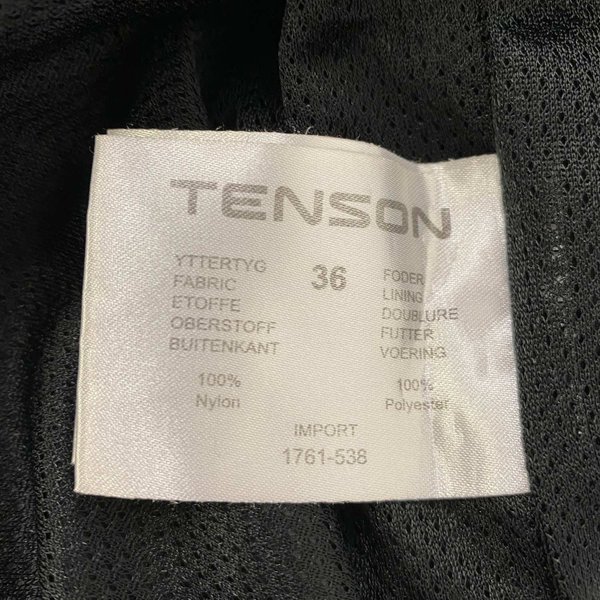 TENSON
YTTERTYG
FABRIC
ETOFFE
OBERSTOFF
BUITENKANT
100%
Nylon
36
FODER
LINING
DOUBLURE
FUTTER
VOERING
100%
Polyester
IMPORT
1761-538